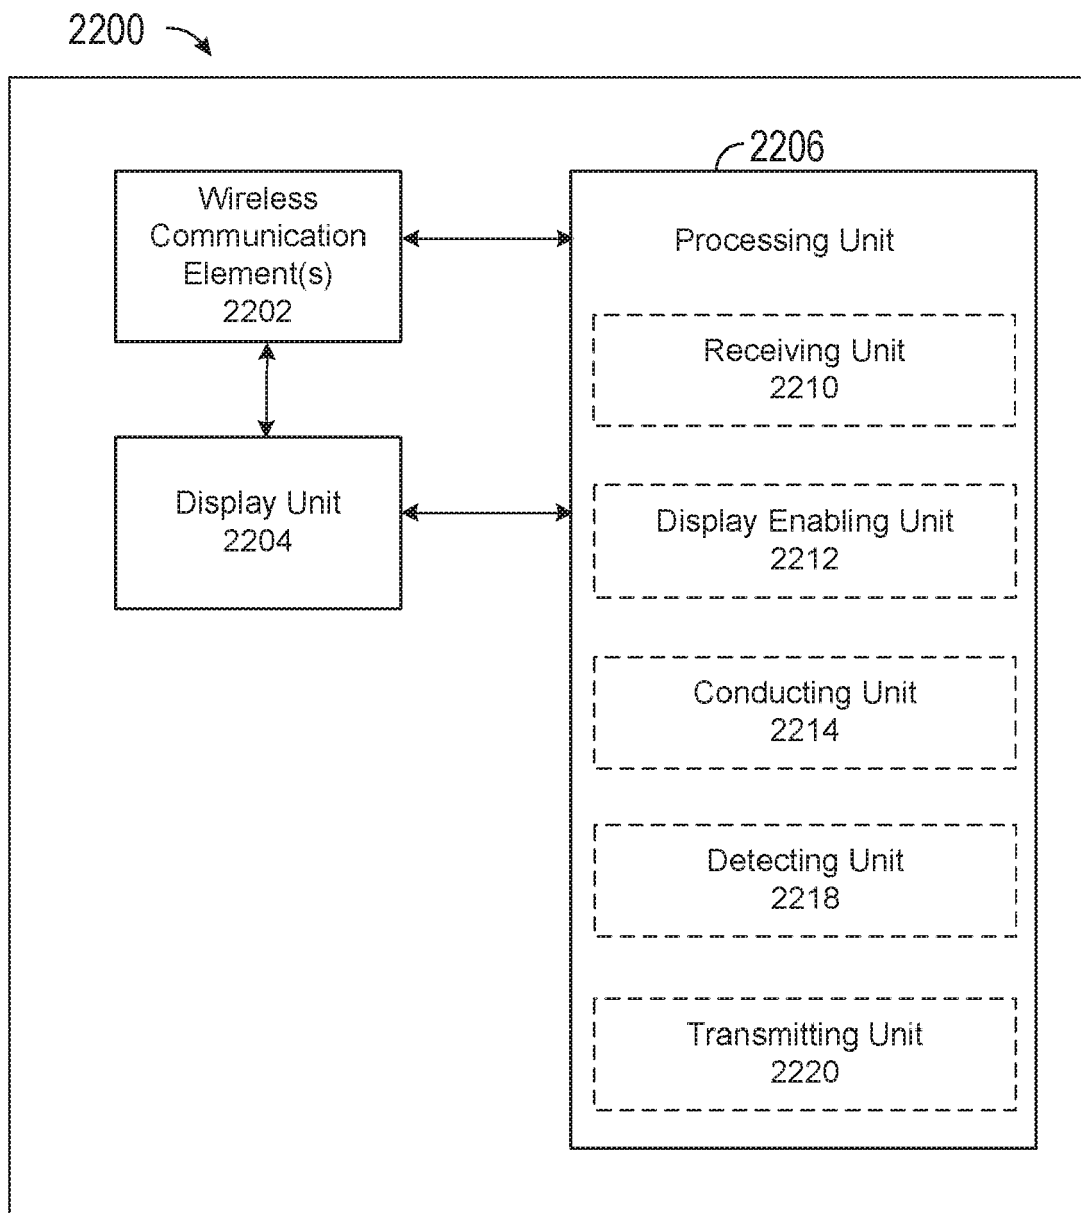 2200
2206
Wireless
Communication
Element(s)
2202
Display Unit
2204
Processing Unit
Receiving Unit
2210
Display Enabling Unit
2212
Conducting Unit
2214
Detecting Unit
2218
Transmitting Unit
2220